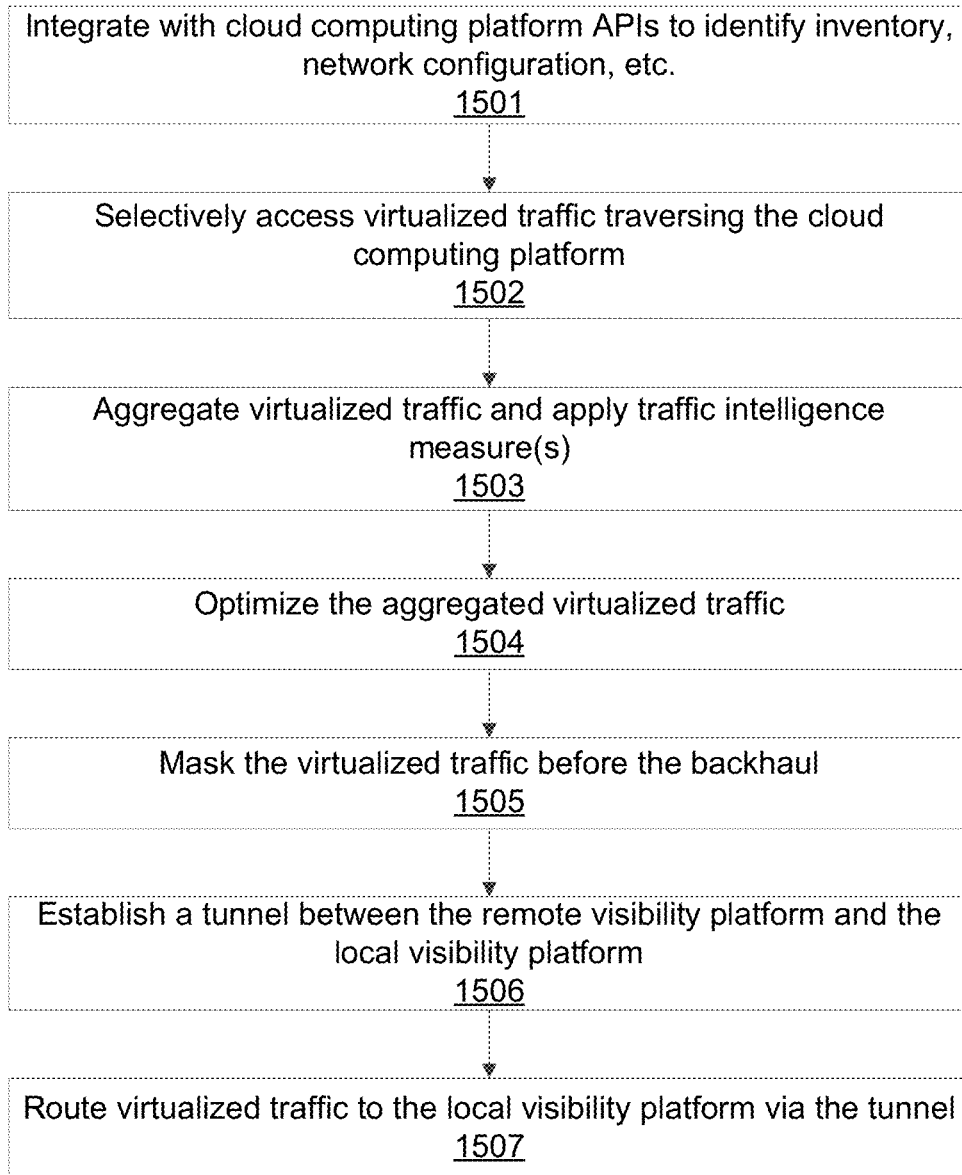 Integrate with cloud computing platform APIs to identify inventory,
network configuration, etc.
1501
Selectively access virtualized traffic traversing the cloud
computing platform
1502
Aggregate virtualized traffic and apply traffic intelligence
measure(s)
1503
Optimize the aggregated virtualized traffic
1504
Mask the virtualized traffic before the backhaul
1505
Establish a tunnel between the remote visibility platform and the
local visibility platform
1506
Route virtualized traffic to the local visibility platform via the tunnel
1507